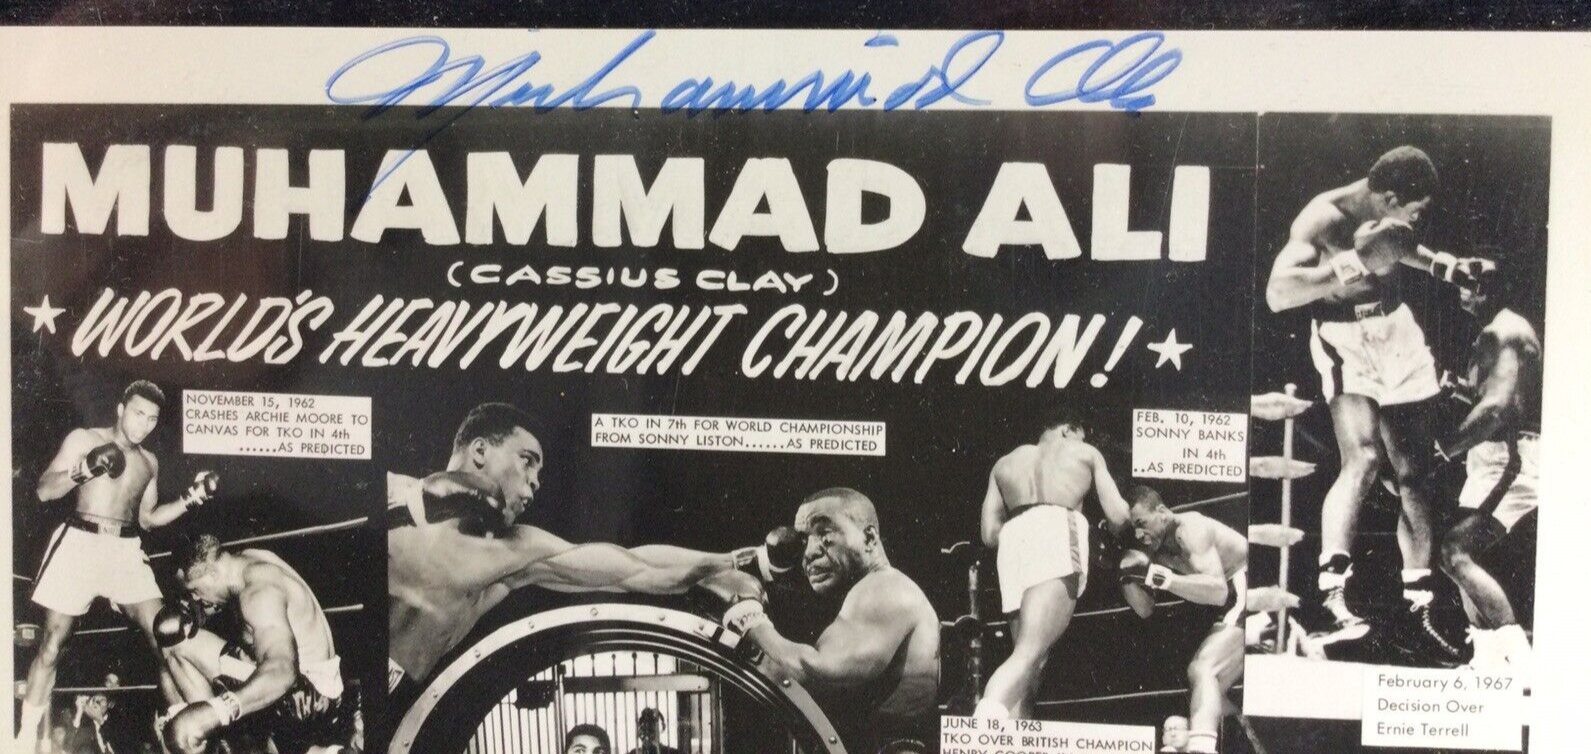 Muhammad Ali
MUHAMMAD ALI
(CASSIUS CLAY)
WORLD'S HEAVYWEIGHT CHAMPION!
NOVEMBER 15, 1962
CRASHES ARCHIE MOORE TO
CANVAS FOR TKO IN 4th
......AS PREDICTED
A TKO IN 7th FOR WORLD CHAMPIONSHIP
FROM SONNY LISTON......AS PREDICTED
FEB. 10, 1962
SONNY BANKS
IN 4th
..AS PREDICTED
February 6, 1967
Decision Over
Ernie Terrell
JUNE 18, 1963
TKO OVER BRITISH CHAMPION
HENRY COOPER